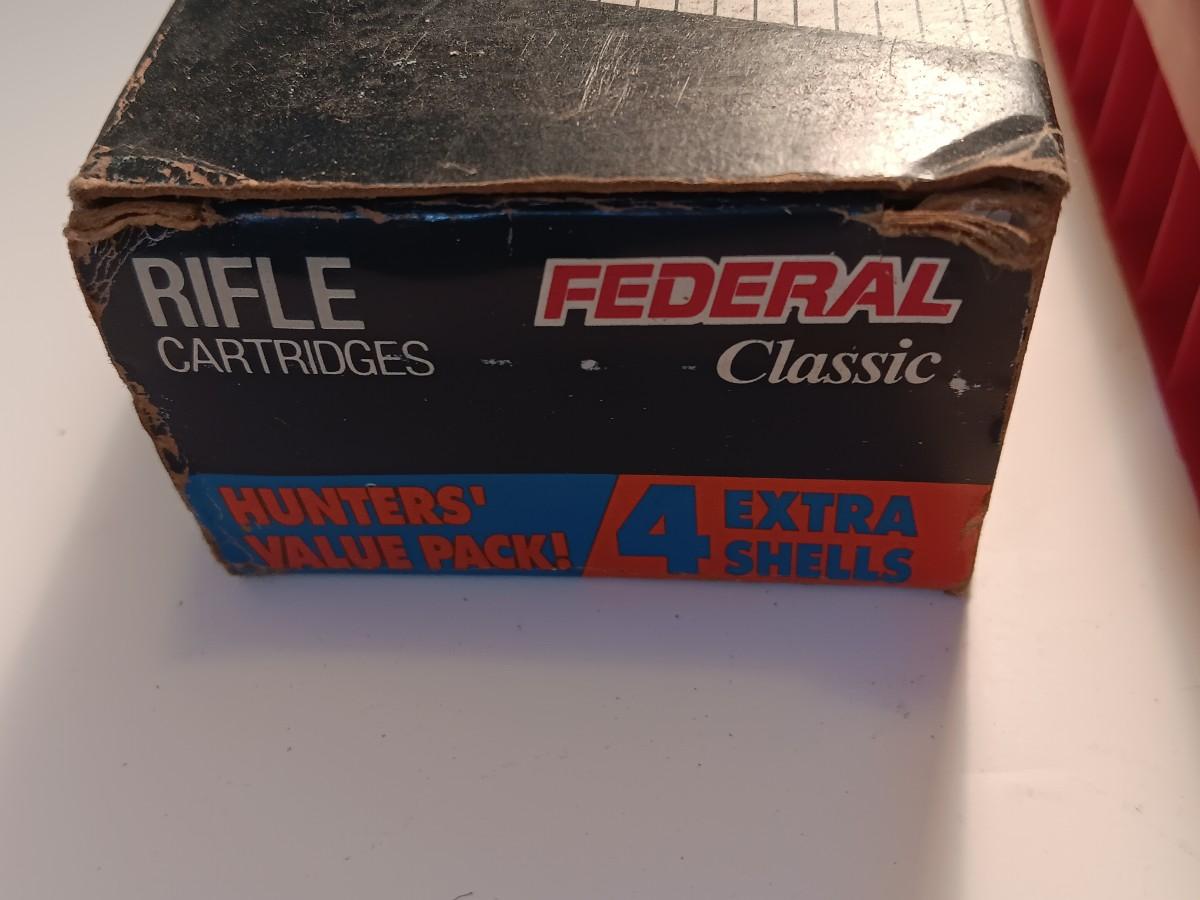 RIFLE
CARTRIDGES
FEDERAL
Classic
HUNTERS'
VALUE PACK!
4 EXTRA
SHELLS